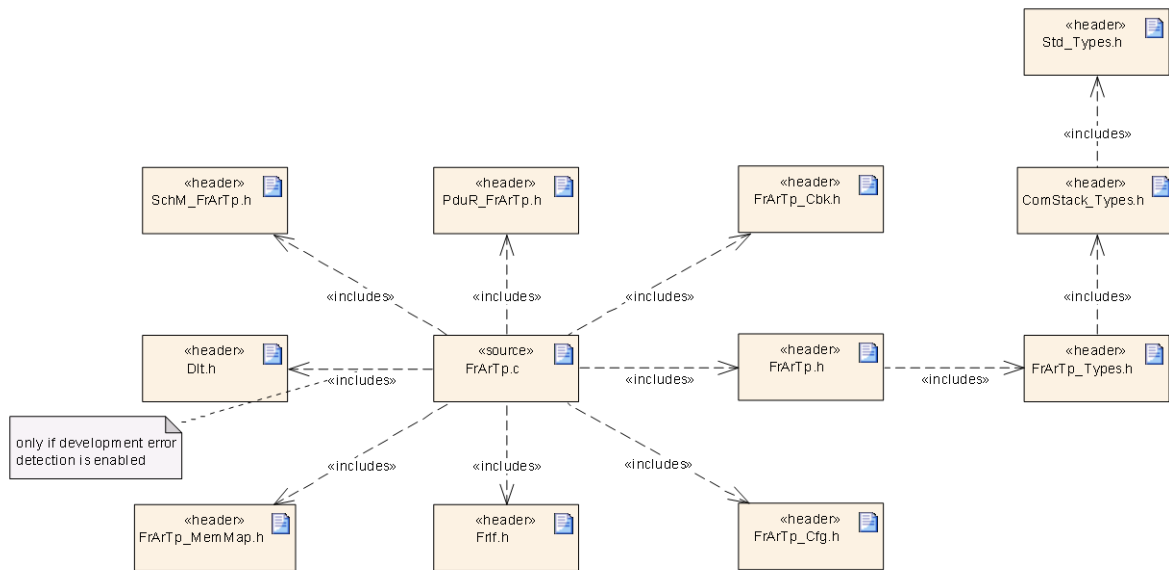 «header»
Std_Types.h
«includes»
«header»
SchM_FrArTp.h
«header»
PduR_FrArTp.h
«header»
FrArTp_Cbk.h
«header»
ComStack_Types.h
«includes»
«includes»
«includes»
«includes»
«header»
Dlt.h
«includes»
«source»
FrArTp.c
«includes»
«header»
FrArTp.h
«includes»
«header»
FrArTp_Types.h
only if development error
detection is enabled
«includes»
«includes»
«includes»
«header»
FrArTp_MemMap.h
«header»
FrIf.h
«header»
FrArTp_Cfg.h